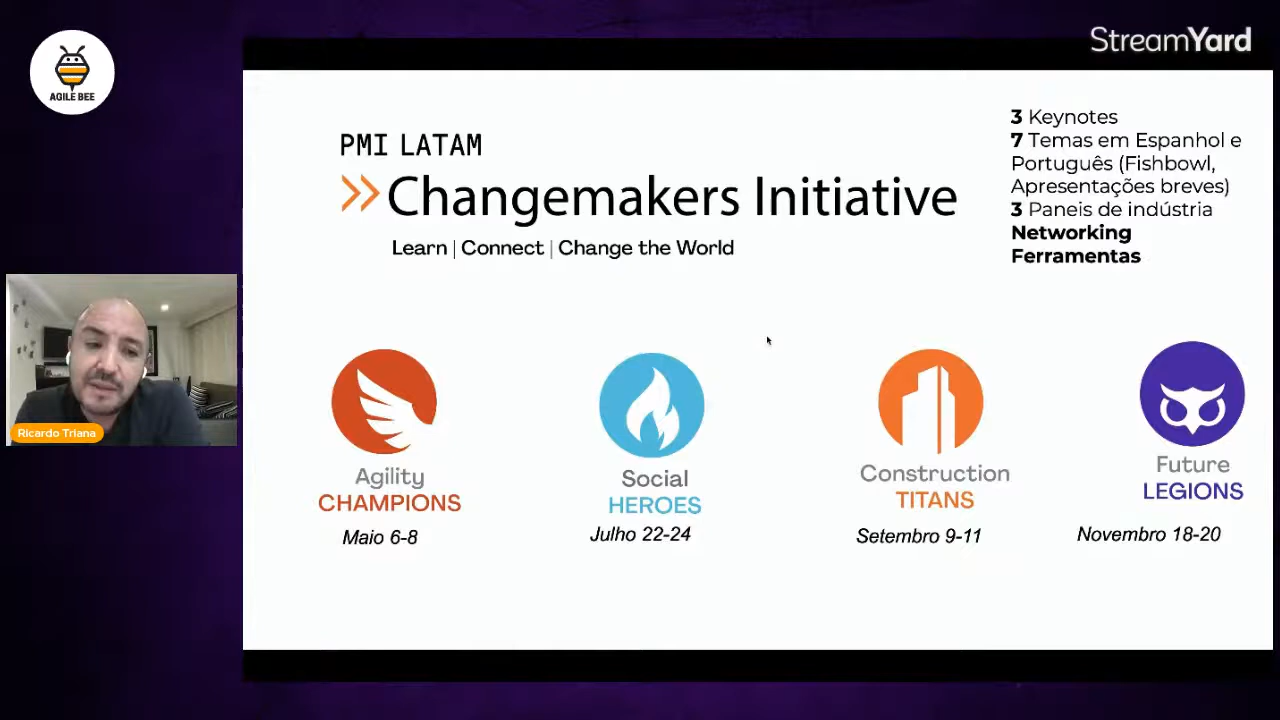 AGILE BEE
StreamYard
PMI LATAM
>> Changemakers Initiative
Learn | Connect | Change the World
3 Keynotes
7 Temas em Espanhol e
Português (Fishbowl,
Apresentações breves)
3 Paneis de indústria
Networking
Ferramentas
Ricardo Triana
Agility
CHAMPIONS
Maio 6-8
Social
HEROES
Julho 22-24
Construction
TITANS
Setembro 9-11
Future
LEGIONS
Novembro 18-20